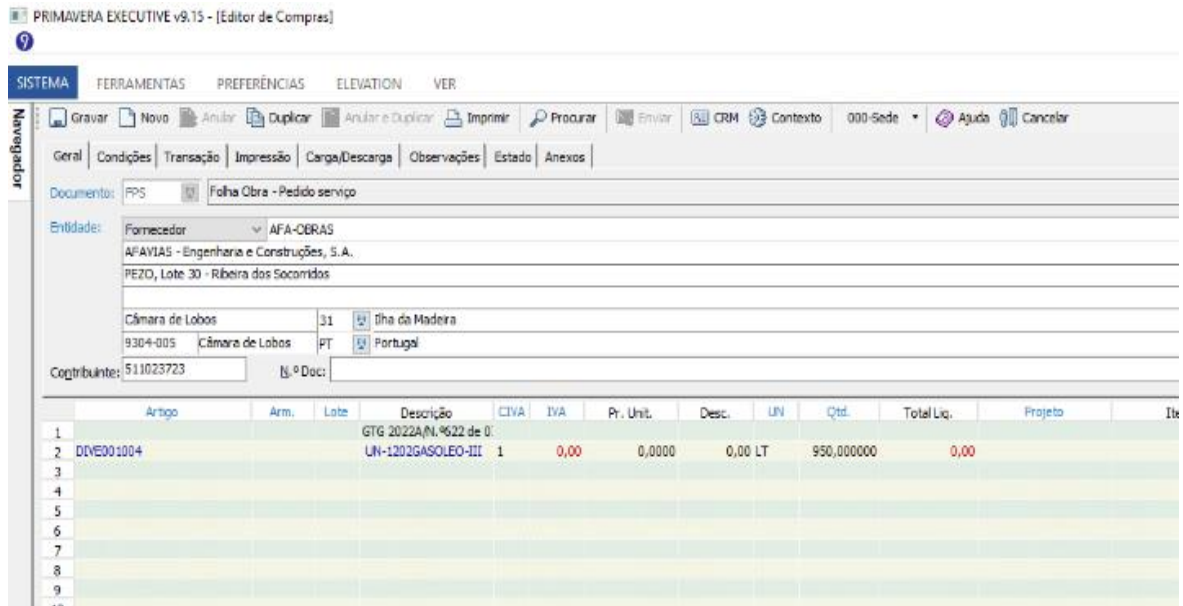 PRIMAVERA EXECUTIVE v9.15 - [Editor de Compras]
SISTEMA FERRAMENTAS PREFERÊNCIAS ELEVATION VER
Navegador
Gravar Novo Anular Duplicar Anular e Duplicar Imprimir Procurar Enviar CRM Contexto 000-Sede Ajuda Cancelar
Geral Condições Transação Impressão Carga/Descarga Observações Estado Anexos
Documento: FPS Folha Obra - Pedido serviço
Entidade: Fornecedor AFA-OBRAS
AFAVIAS - Engenharia e Construções, S.A.
PEZO, Lote 30 - Ribeira dos Socorridos
Câmara de Lobos 31 Ilha da Madeira
9304-005 Câmara de Lobos PT Portugal
Contribuinte: 511023723 N.º Doc:
Artigo Arm. Lote Descrição CIVA IVA Pr. Unit. Desc. UN Qtd. Total Liq. Projeto Ite
1 GTG 2022A/N.º622 de 0
2 DIVE001004 UN-1202GASOLEO-III 1 0,00 0,0000 0,00 LT 950,000000 0,00
3
4
5
6
7
8
9